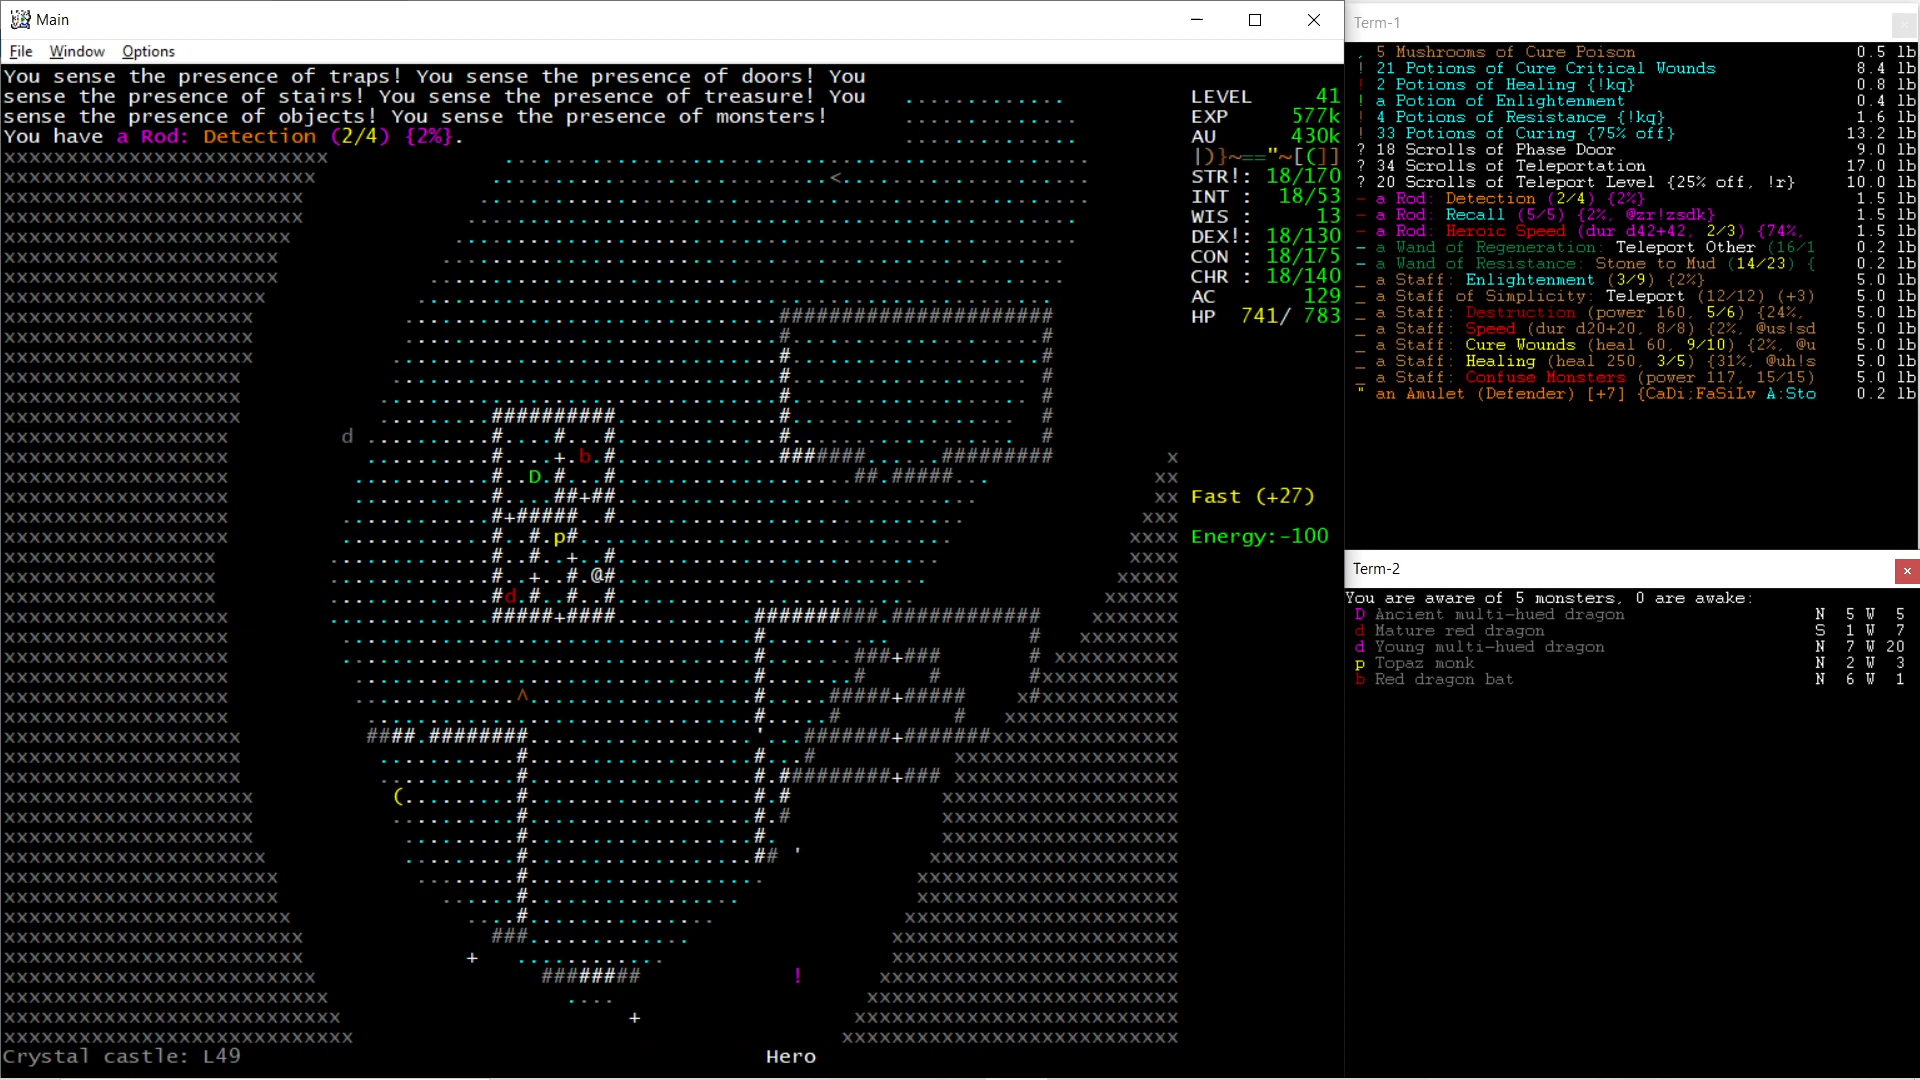 Main
File Window Options
You sense the presence of traps! You sense the presence of doors! You
sense the presence of stairs! You sense the presence of treasure! You
sense the presence of objects! You sense the presence of monsters!
You have a Rod: Detection (2/4) {2%}.
LEVEL 41
EXP 577k
AU 430k
|)}~=="~[(]]
STR!: 18/170
INT : 18/53
WIS : 13
DEX!: 18/130
CON : 18/175
CHR : 18/140
AC 129
HP 741/ 783
Fast (+27)
Energy:-100
Crystal castle: L49
Hero
Term-1
, 5 Mushrooms of Cure Poison 0.5 lb
! 21 Potions of Cure Critical Wounds 8.4 lb
! 2 Potions of Healing {!kq} 0.8 lb
! a Potion of Enlightenment 0.4 lb
! 4 Potions of Resistance {!kq} 1.6 lb
! 33 Potions of Curing {75% off} 13.2 lb
? 18 Scrolls of Phase Door 9.0 lb
? 34 Scrolls of Teleportation 17.0 lb
? 20 Scrolls of Teleport Level {25% off, !r} 10.0 lb
- a Rod: Detection (2/4) {2%} 1.5 lb
- a Rod: Recall (5/5) {2%, @zr!zsdk} 1.5 lb
- a Rod: Heroic Speed (dur d42+42, 2/3) {74%, 1.5 lb
- a Wand of Regeneration: Teleport Other (16/1 0.2 lb
- a Wand of Resistance: Stone to Mud (14/23) { 0.2 lb
_ a Staff: Enlightenment (3/9) {2%} 5.0 lb
_ a Staff of Simplicity: Teleport (12/12) (+3) 5.0 lb
_ a Staff: Destruction (power 160, 5/6) {24%, 5.0 lb
_ a Staff: Speed (dur d20+20, 8/8) {2%, @us!sd 5.0 lb
_ a Staff: Cure Wounds (heal 60, 9/10) {2%, @u 5.0 lb
_ a Staff: Healing (heal 250, 3/5) {31%, @uh!s 5.0 lb
_ a Staff: Confuse Monsters (power 117, 15/15) 5.0 lb
" an Amulet (Defender) [+7] {CaDi;FaSiLv A:Sto 0.2 lb
Term-2
You are aware of 5 monsters, 0 are awake:
D Ancient multi-hued dragon N 5 W 5
d Mature red dragon S 1 W 7
d Young multi-hued dragon N 7 W 20
p Topaz monk N 2 W 3
b Red dragon bat N 6 W 1